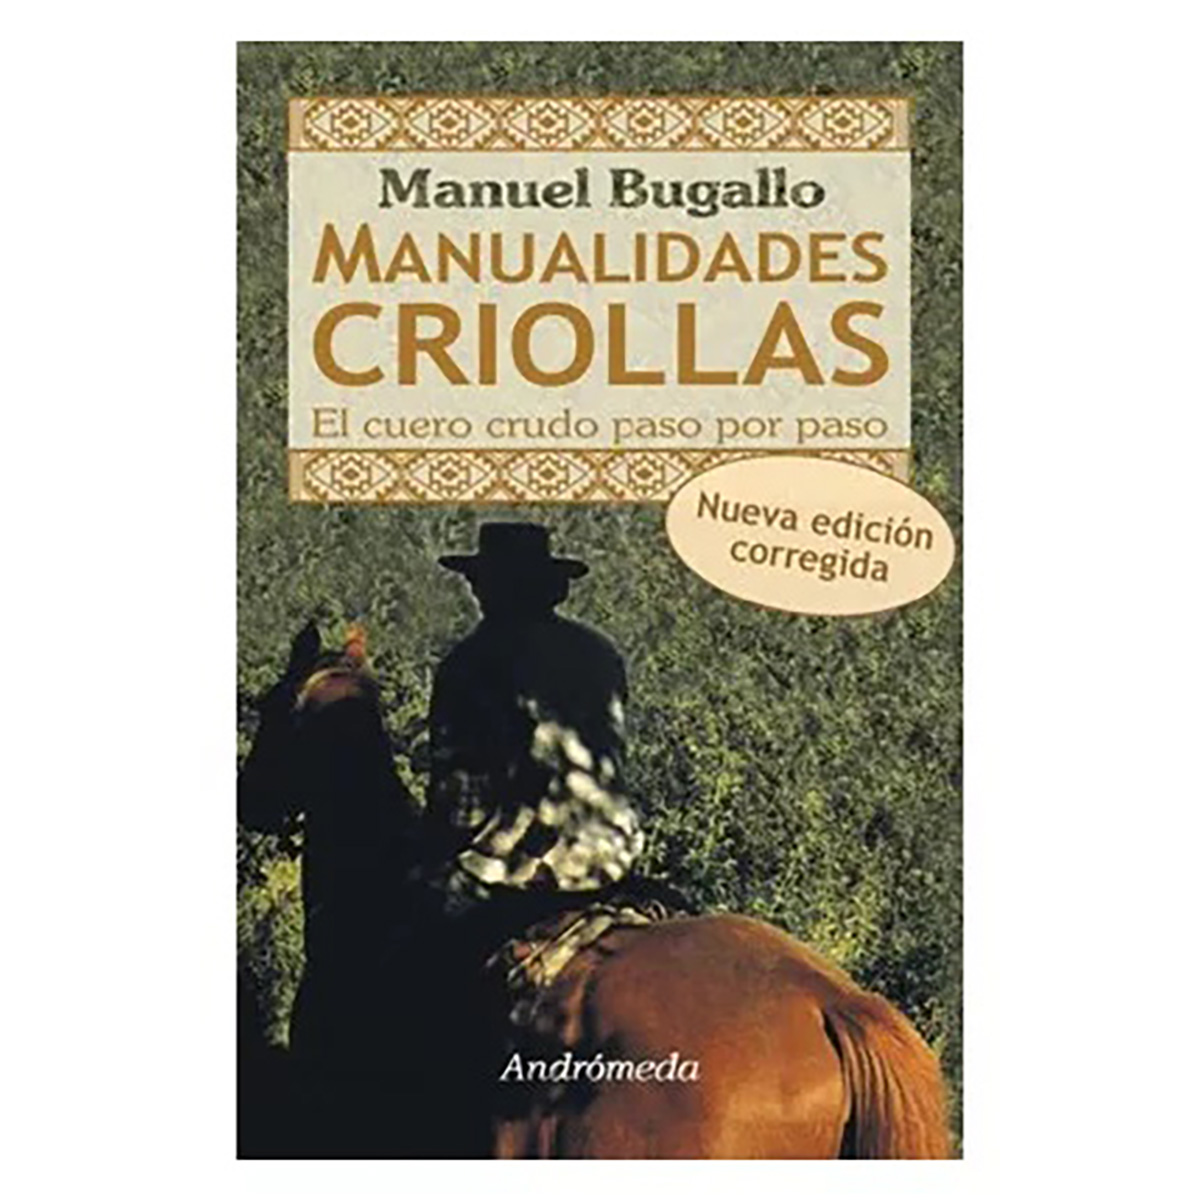 Manuel Bugallo
MANUALIDADES
CRIOLLAS
El cuero crudo paso por paso
Nueva edición
corregida
Andrómeda